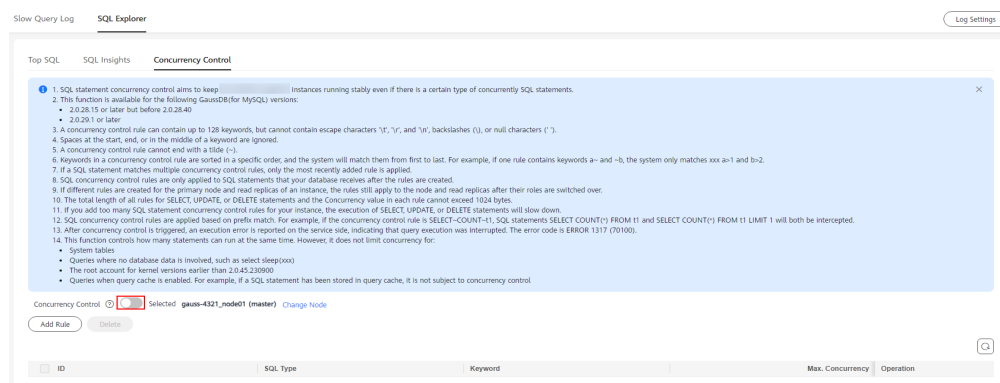 Slow Query Log SQL Explorer Log Settings
Top SQL SQL Insights Concurrency Control
1. SQL statement concurrency control aims to keep instances running stably even if there is a certain type of concurrently SQL statements.
2. This function is available for the following GaussDB(for MySQL) versions:
• 2.0.28.15 or later but before 2.0.28.40
• 2.0.29.1 or later
3. A concurrency control rule can contain up to 128 keywords, but cannot contain escape characters '\t', '\r', and '\n', backslashes (\), or null characters (' ').
4. Spaces at the start, end, or in the middle of a keyword are ignored.
5. A concurrency control rule cannot end with a tilde (~).
6. Keywords in a concurrency control rule are sorted in a specific order, and the system will match them from first to last. For example, if one rule contains keywords a~ and ~b, the system only matches xxx a>1 and b>2.
7. If a SQL statement matches multiple concurrency control rules, only the most recently added rule is applied.
8. SQL concurrency control rules are only applied to SQL statements that your database receives after the rules are created.
9. If different rules are created for the primary node and read replicas of an instance, the rules still apply to the node and read replicas after their roles are switched over.
10. The total length of all rules for SELECT, UPDATE, or DELETE statements and the Concurrency value in each rule cannot exceed 1024 bytes.
11. If you add too many SQL statement concurrency control rules for your instance, the execution of SELECT, UPDATE, or DELETE statements will slow down.
12. SQL concurrency control rules are applied based on prefix match. For example, if the concurrency control rule is SELECT~COUNT~t1, SQL statements SELECT COUNT(*) FROM t1 and SELECT COUNT(*) FROM t1 LIMIT 1 will both be intercepted.
13. After concurrency control is triggered, an execution error is reported on the service side, indicating that query execution was interrupted. The error code is ERROR 1317 (70100).
14. This function controls how many statements can run at the same time. However, it does not limit concurrency for:
• System tables
• Queries where no database data is involved, such as select sleep(xxx)
• The root account for kernel versions earlier than 2.0.45.230900
• Queries when query cache is enabled. For example, if a SQL statement has been stored in query cache, it is not subject to concurrency control
Concurrency Control Selected gauss-4321_node01 (master) Change Node
Add Rule Delete
ID SQL Type Keyword Max. Concurrency Operation